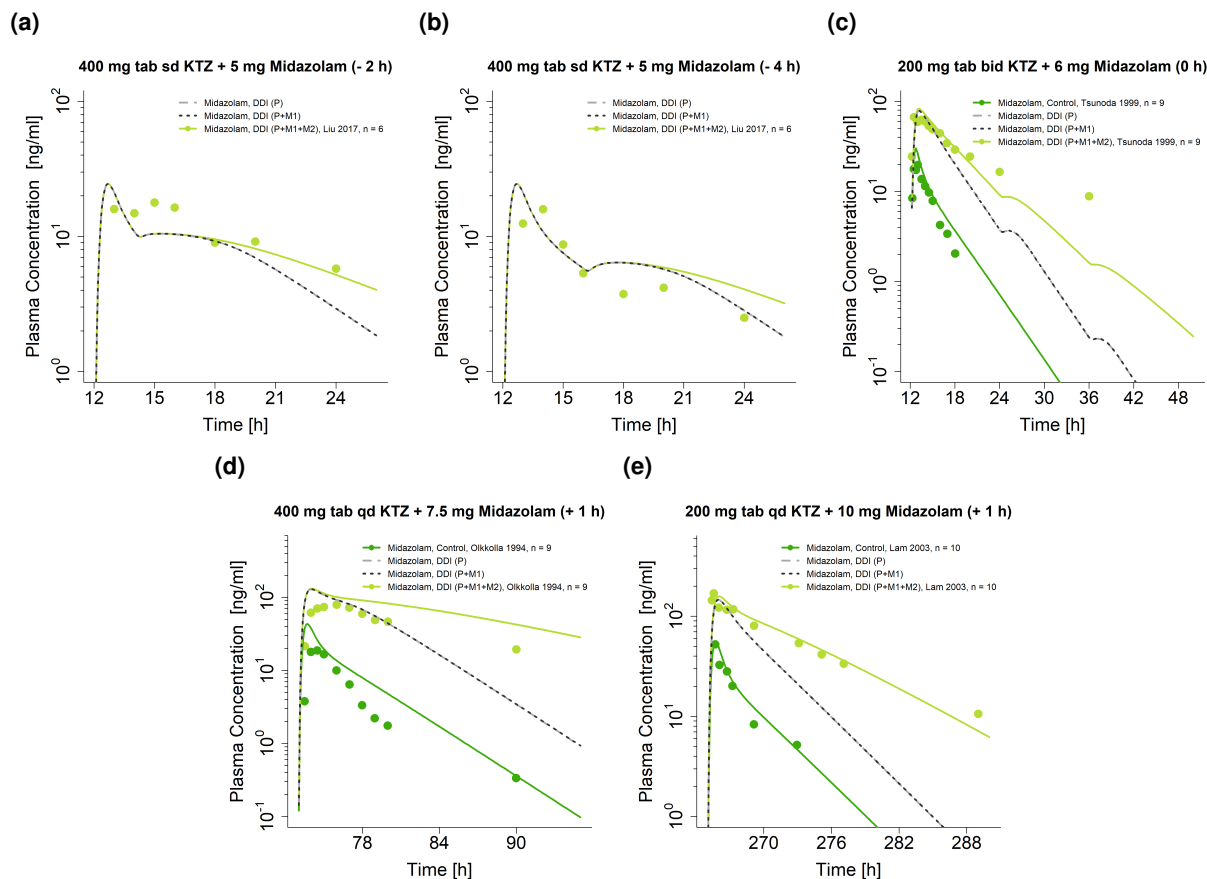 (a)
400 mg tab sd KTZ + 5 mg Midazolam (- 2 h)
Midazolam, DDI (P)
Midazolam, DDI (P+M1)
Midazolam, DDI (P+M1+M2), Liu 2017, n = 6
Plasma Concentration [ng/ml]
10^2
10^1
10^0
12 15 18 21 24
Time [h]
(b)
400 mg tab sd KTZ + 5 mg Midazolam (- 4 h)
Midazolam, DDI (P)
Midazolam, DDI (P+M1)
Midazolam, DDI (P+M1+M2), Liu 2017, n = 6
Plasma Concentration [ng/ml]
10^2
10^1
10^0
12 15 18 21 24
Time [h]
(c)
200 mg tab bid KTZ + 6 mg Midazolam (0 h)
Midazolam, Control, Tsunoda 1999, n = 9
Midazolam, DDI (P)
Midazolam, DDI (P+M1)
Midazolam, DDI (P+M1+M2), Tsunoda 1999, n = 9
Plasma Concentration [ng/ml]
10^2
10^1
10^0
10^-1
12 18 24 30 36 42 48
Time [h]
(d)
400 mg tab qd KTZ + 7.5 mg Midazolam (+ 1 h)
Midazolam, Control, Olkkolla 1994, n = 9
Midazolam, DDI (P)
Midazolam, DDI (P+M1)
Midazolam, DDI (P+M1+M2), Olkkolla 1994, n = 9
Plasma Concentration [ng/ml]
10^2
10^1
10^0
10^-1
78 90
Time [h]
(e)
200 mg tab qd KTZ + 10 mg Midazolam (+ 1 h)
Midazolam, Control, Lam 2003, n = 10
Midazolam, DDI (P)
Midazolam, DDI (P+M1)
Midazolam, DDI (P+M1+M2), Lam 2003, n = 10
Plasma Concentration [ng/ml]
10^2
10^1
10^0
270 276 282 288
Time [h]